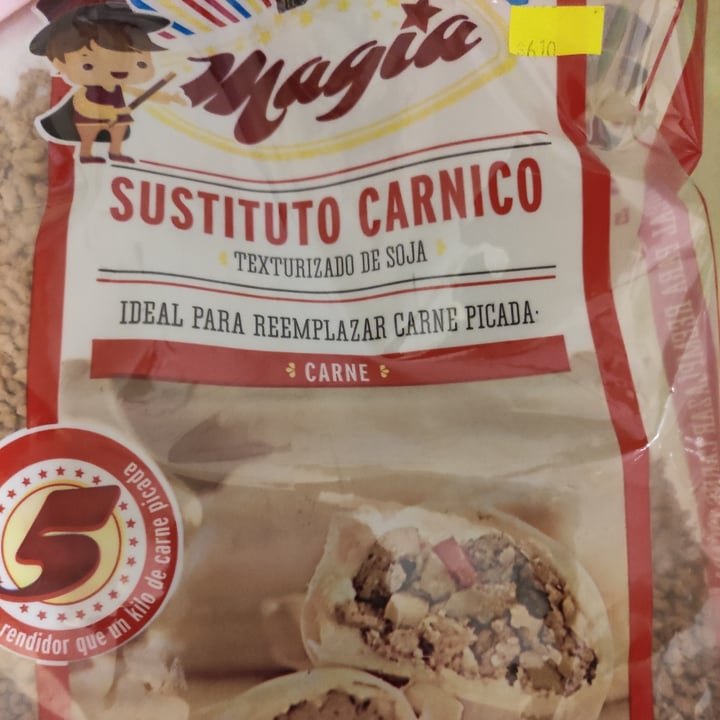 Magia
$610
SUSTITUTO CARNICO
TEXTURIZADO DE SOJA
IDEAL PARA REEMPLAZAR CARNE PICADA·
CARNE
5
rendidor que un kilo de carne picada